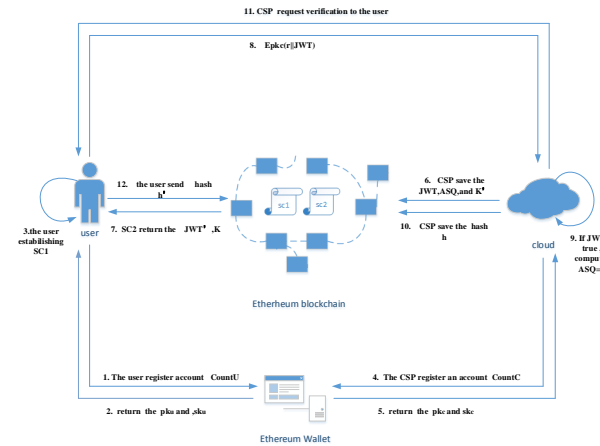 11. CSP request verification to the user
8. Epkc(r||JWT)
12. the user send hash
h'
7. SC2 return the JWT' ,K
6. CSP save the
JWT,ASQ,and K'
10. CSP save the hash
h
3.the user
estabilishing
SC1
user
sc1
sc2
cloud
9. If JW
true
compu
ASQ=
Etherheum blockchain
1. The user register account CountU
2. return the pku and ,sku
4. The CSP register an account CountC
5. return the pkc and skc
Ethereum Wallet